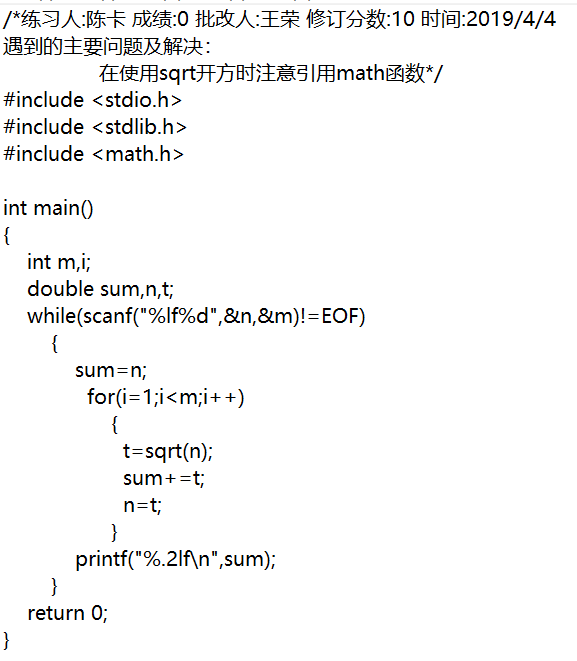 /*练习人:陈卡 成绩:0 批改人:王荣 修订分数:10 时间:2019/4/4
遇到的主要问题及解决：
在使用sqrt开方时注意引用math函数*/
#include <stdio.h>
#include <stdlib.h>
#include <math.h>
int main()
{
int m,i;
double sum,n,t;
while(scanf("%lf%d",&n,&m)!=EOF)
{
sum=n;
for(i=1;i<m;i++)
{
t=sqrt(n);
sum+=t;
n=t;
}
printf("%.2lf\n",sum);
}
return 0;
}